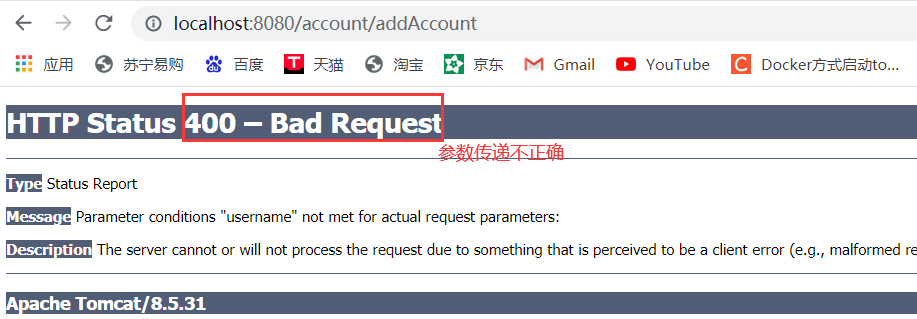 localhost:8080/account/addAccount
应用 苏宁易购 百度 天猫 淘宝 京东 Gmail YouTube Docker方式启动to...
HTTP Status 400 – Bad Request
参数传递不正确
Type Status Report
Message Parameter conditions "username" not met for actual request parameters:
Description The server cannot or will not process the request due to something that is perceived to be a client error (e.g., malformed re
Apache Tomcat/8.5.31